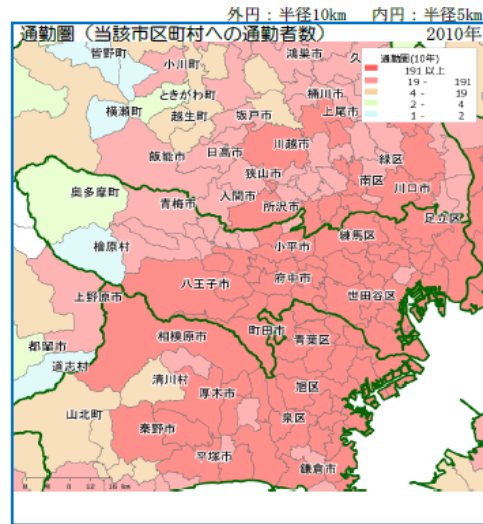 外円：半径10km　内円：半径5km
通勤圏（当該市区町村への通勤者数）　2010年
通勤圏(10年)
191 以上
19 - 191
4 - 19
2 - 4
1 - 2
皆野町
小川町
鴻巣市
久
横瀬町
ときがわ町
越生町
坂戸市
桶川市
上尾市
飯能市
日高市
川越市
緑区
奥多摩町
狭山市
南区
川口市
青梅市
入間市
所沢市
足立区
檜原村
小平市
練馬区
八王子市
府中市
世田谷区
上野原市
相模原市
町田市
青葉区
都留市
道志村
清川村
厚木市
旭区
山北町
秦野市
泉区
平塚市
鎌倉市
0 4 8 12 16 km